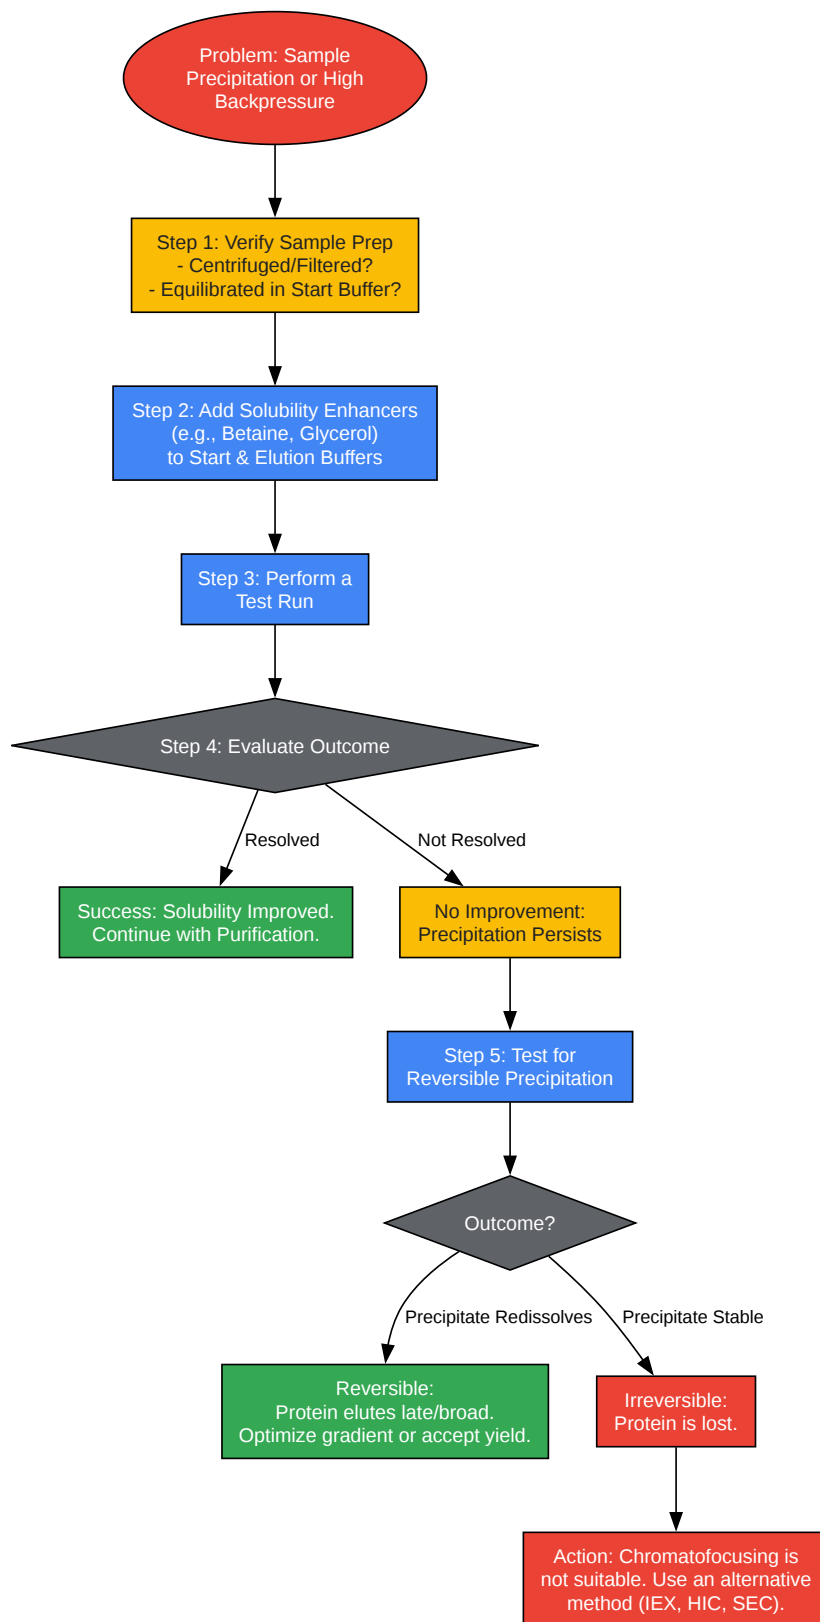 Problem: Sample
Precipitation or High
Backpressure
Step 1: Verify Sample Prep
- Centrifuged/Filtered?
- Equilibrated in Start Buffer?
Step 2: Add Solubility Enhancers
(e.g., Betaine, Glycerol)
to Start & Elution Buffers
Step 3: Perform a
Test Run
Step 4: Evaluate Outcome
Resolved
Not Resolved
Success: Solubility Improved.
Continue with Purification.
No Improvement:
Precipitation Persists
Step 5: Test for
Reversible Precipitation
Outcome?
Precipitate Redissolves
Precipitate Stable
Reversible:
Protein elutes late/broad.
Optimize gradient or accept yield.
Irreversible:
Protein is lost.
Action: Chromatofocusing is
not suitable. Use an alternative
method (IEX, HIC, SEC).